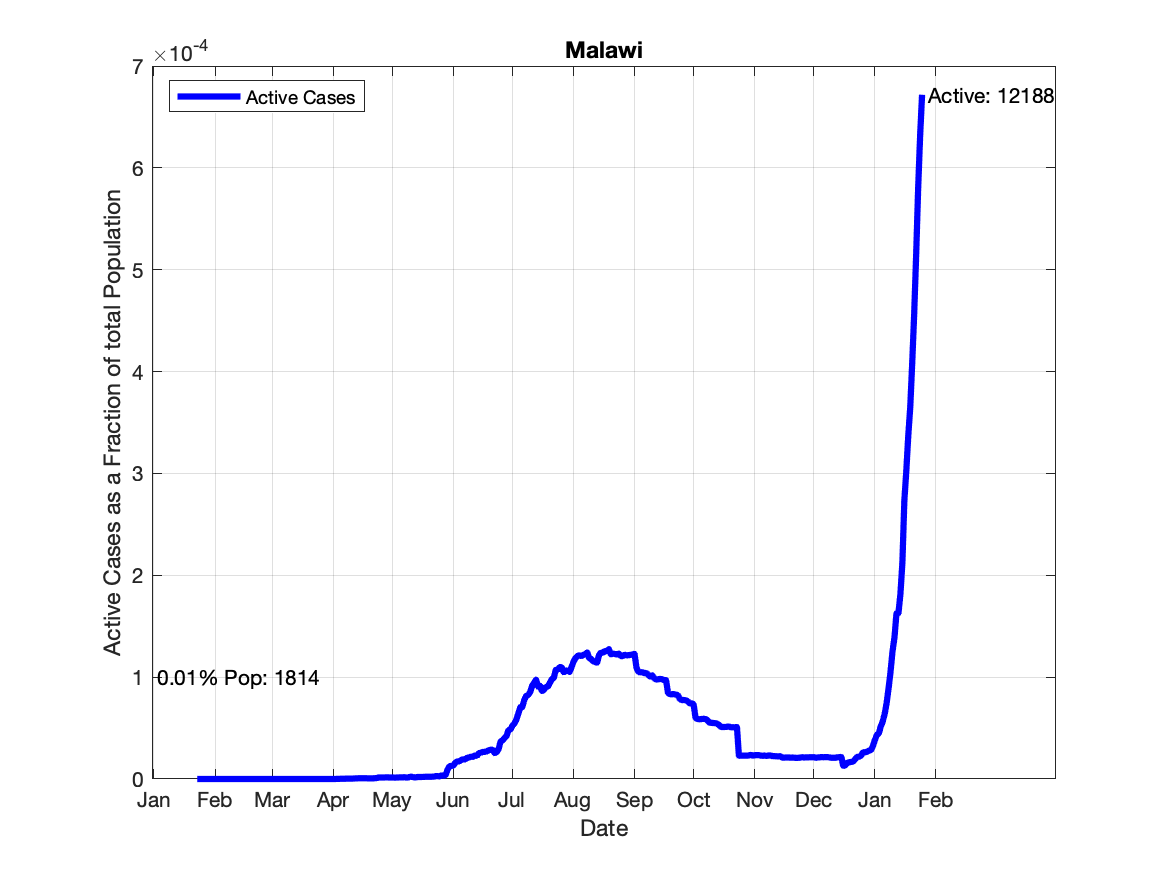 Malawi
×10-4
7
6
5
4
3
2
1
0
Active Cases
Active: 12188
0.01% Pop: 1814
Active Cases as a Fraction of total Population
Jan Feb Mar Apr May Jun Jul Aug Sep Oct Nov Dec Jan Feb
Date